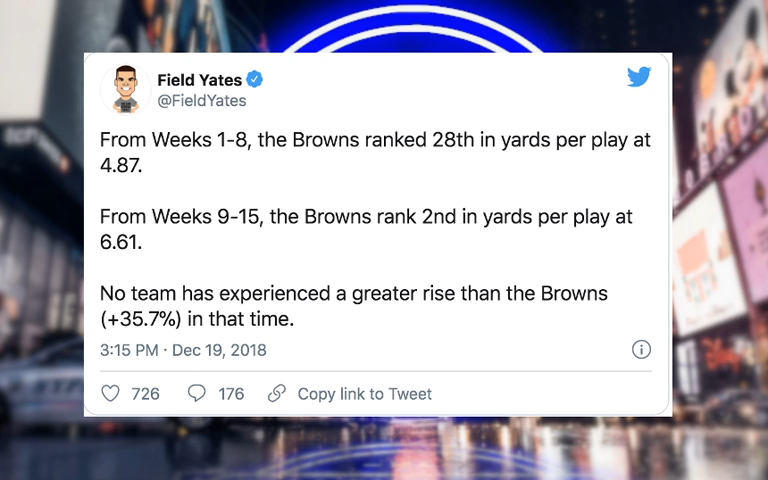 Field Yates
@FieldYates
From Weeks 1-8, the Browns ranked 28th in yards per play at
4.87.
From Weeks 9-15, the Browns rank 2nd in yards per play at
6.61.
No team has experienced a greater rise than the Browns
(+35.7%) in that time.
3:15 PM · Dec 19, 2018
726 176 Copy link to Tweet